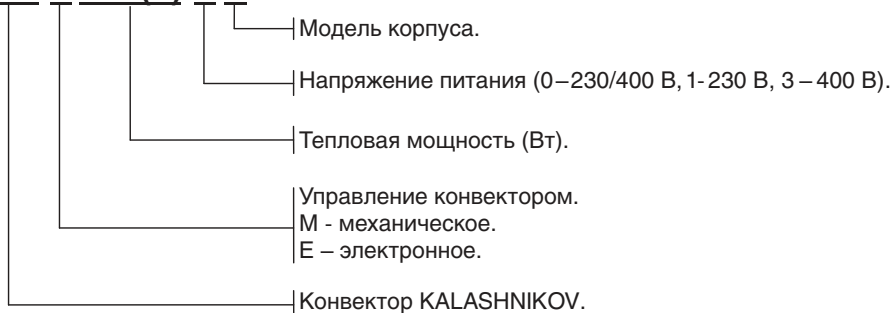 Модель корпуса.
Напряжение питания (0–230/400 В, 1- 230 В, 3 – 400 В).
Тепловая мощность (Вт).
Управление конвектором.
М - механическое.
Е – электронное.
Конвектор KALASHNIKOV.